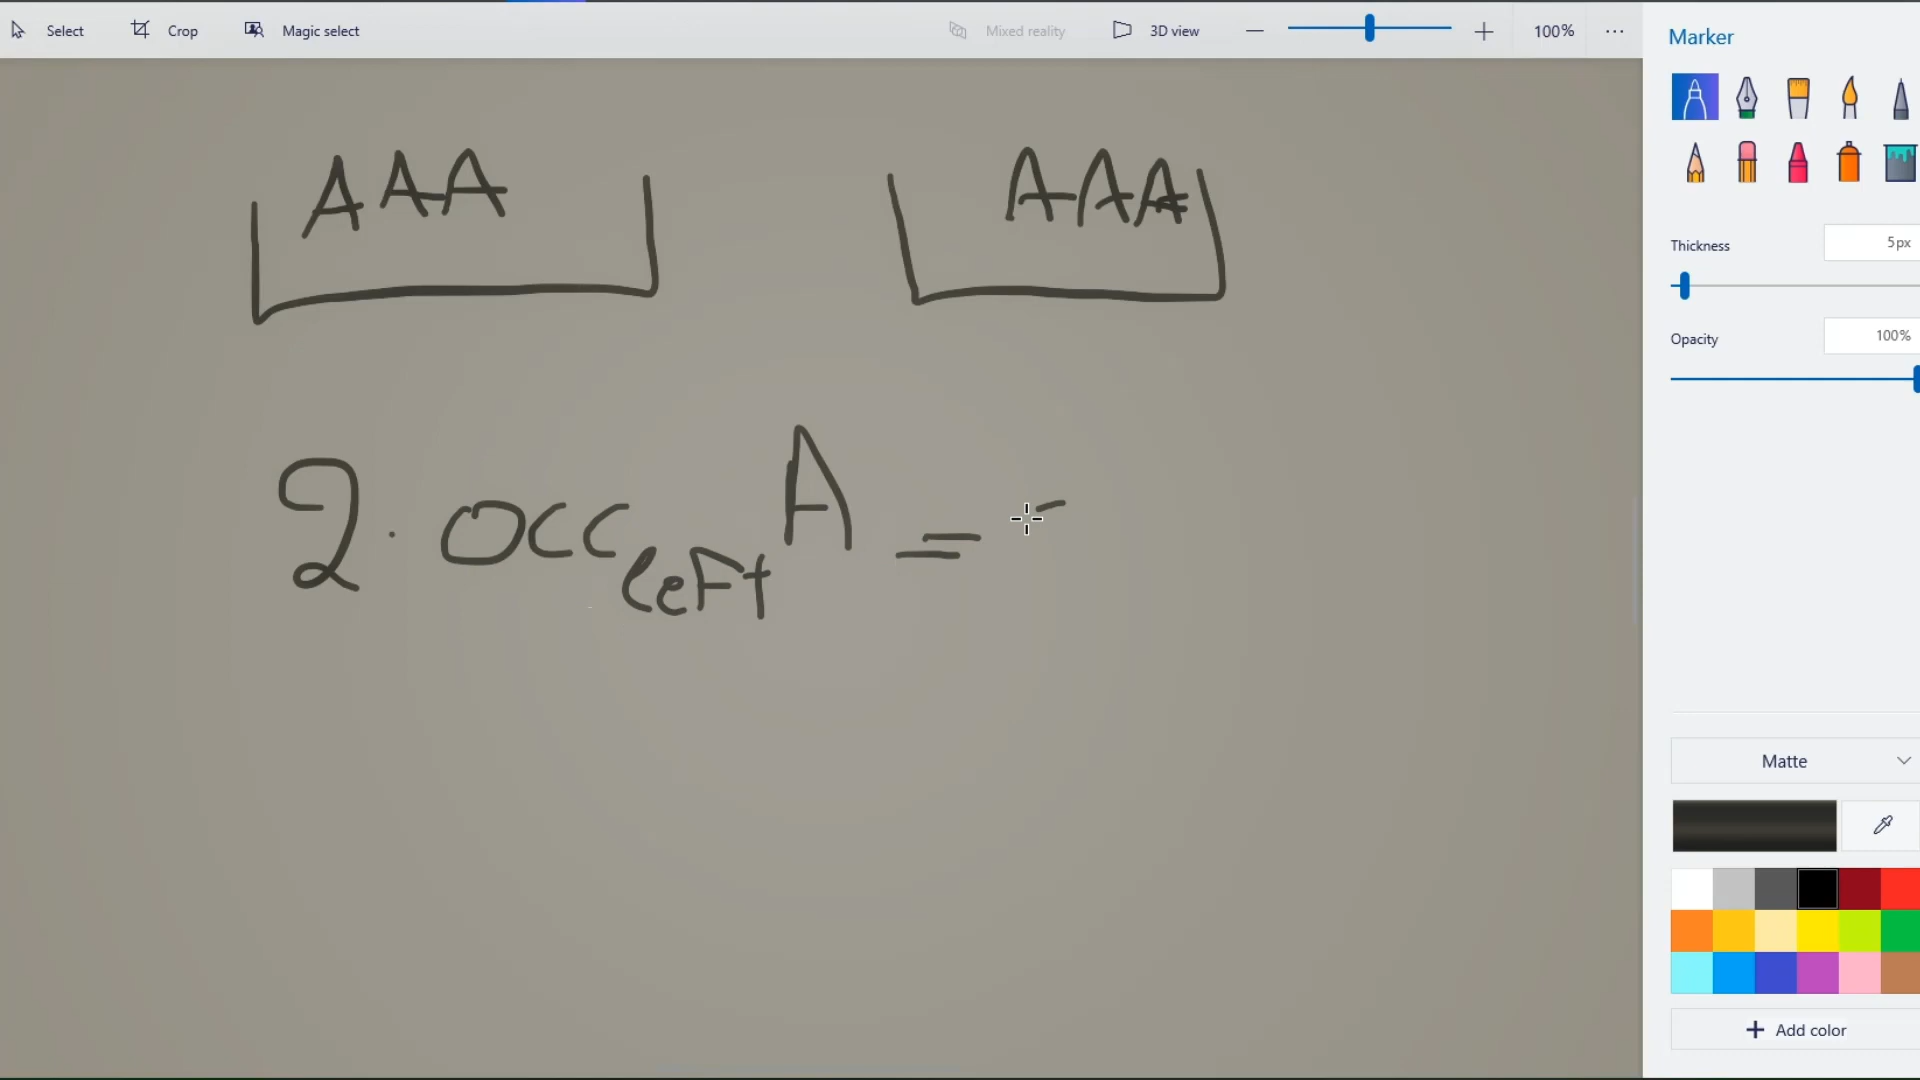 Select Crop Magic select Mixed reality 3D view 100% ...
Marker
AAA AAA
Thickness 5px
Opacity 100%
2 · occ left A =
Matte
Add color